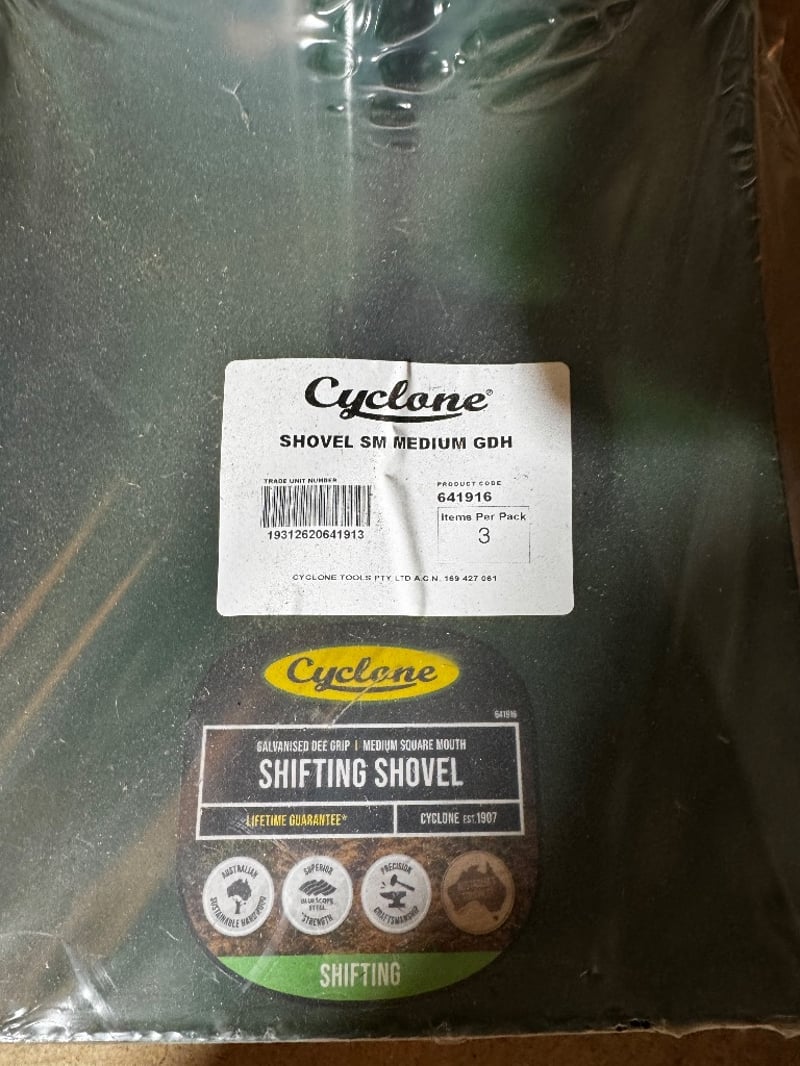 Cyclone®
SHOVEL SM MEDIUM GDH
TRADE UNIT NUMBER
19312620641913
PRODUCT CODE
641916
Items Per Pack
3
CYCLONE TOOLS PTY LTD A.C.N. 169 427 061
Cyclone
641916
GALVANISED DEE GRIP | MEDIUM SQUARE MOUTH
SHIFTING SHOVEL
LIFETIME GUARANTEE*
CYCLONE EST.1907
AUSTRALIAN
SUSTAINABLE HARDWOOD
SUPERIOR
BLUESCOPE
STEEL
STRENGTH
PRECISION
CRAFTSMANSHIP
SHIFTING